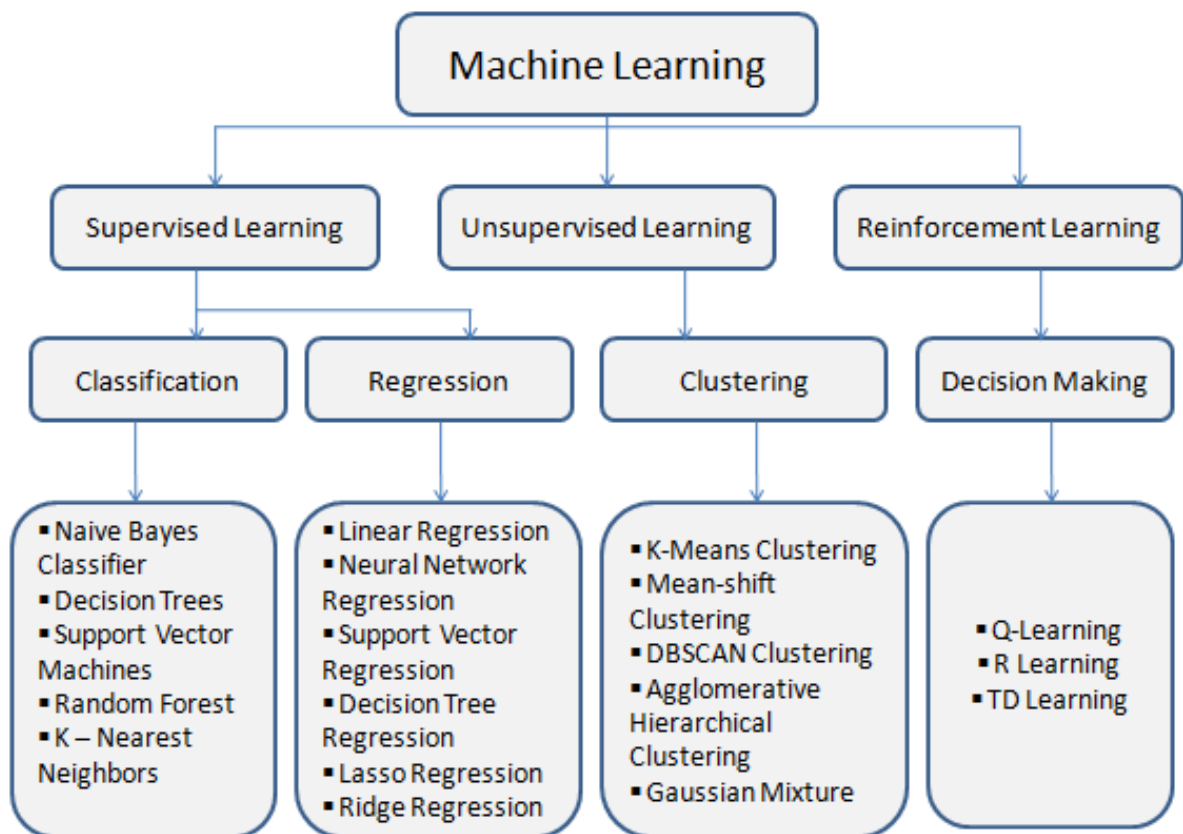 Machine Learning
Supervised Learning
Unsupervised Learning
Reinforcement Learning
Classification
Regression
Clustering
Decision Making
▪ Naive Bayes
Classifier
▪ Decision Trees
▪ Support Vector
Machines
▪ Random Forest
▪ K – Nearest
Neighbors
▪ Linear Regression
▪ Neural Network
Regression
▪ Support Vector
Regression
▪ Decision Tree
Regression
▪ Lasso Regression
▪ Ridge Regression
▪ K-Means Clustering
▪ Mean-shift
Clustering
▪ DBSCAN Clustering
▪ Agglomerative
Hierarchical
Clustering
▪ Gaussian Mixture
▪ Q-Learning
▪ R Learning
▪ TD Learning